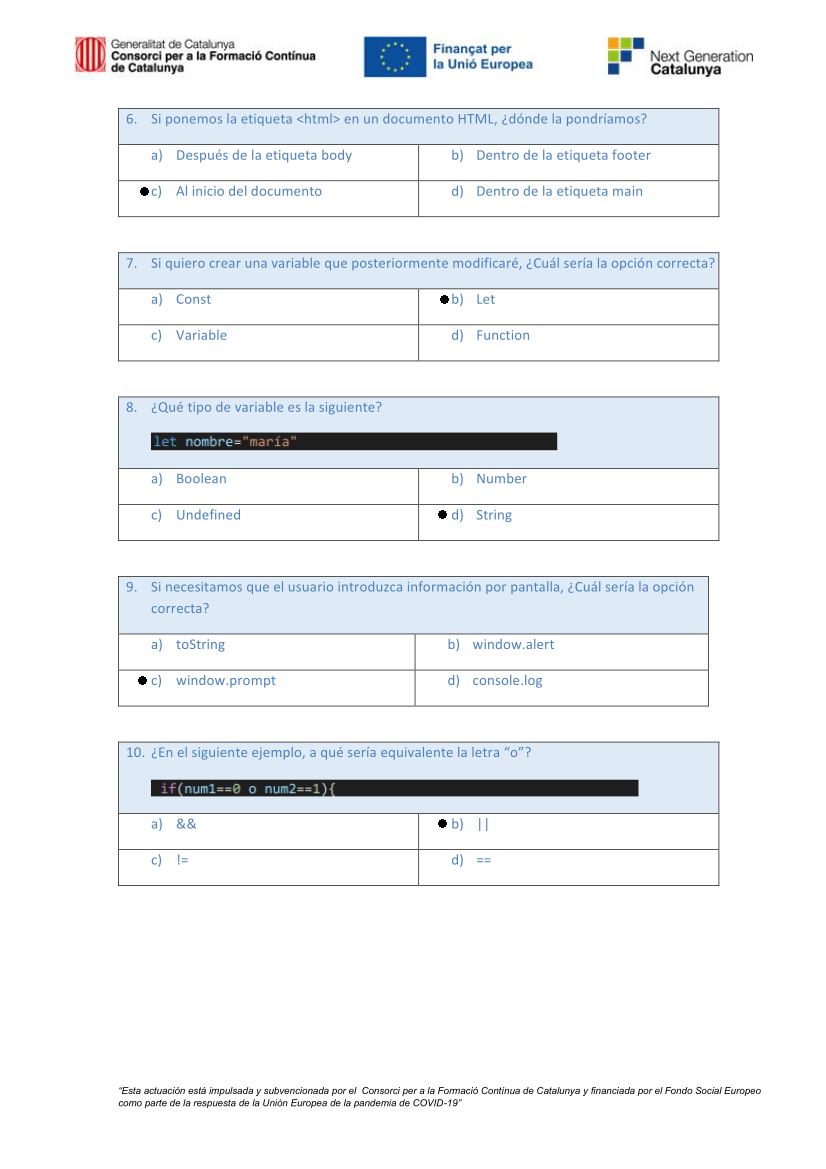 Generalitat de Catalunya
Consorci per a la Formació Contínua
de Catalunya
Finançat per
la Unió Europea
Next Generation
Catalunya
6. Si ponemos la etiqueta <html> en un documento HTML, ¿dónde la pondríamos?
a) Después de la etiqueta body
b) Dentro de la etiqueta footer
c) Al inicio del documento
d) Dentro de la etiqueta main
7. Si quiero crear una variable que posteriormente modificaré, ¿Cuál sería la opción correcta?
a) Const
b) Let
c) Variable
d) Function
8. ¿Qué tipo de variable es la siguiente?
let nombre="maría"
a) Boolean
b) Number
c) Undefined
d) String
9. Si necesitamos que el usuario introduzca información por pantalla, ¿Cuál sería la opción
correcta?
a) toString
b) window.alert
c) window.prompt
d) console.log
10. ¿En el siguiente ejemplo, a qué sería equivalente la letra “o”?
if(num1==0 o num2==1){
a) &&
b) ||
c) !=
d) ==
“Esta actuación está impulsada y subvencionada por el Consorci per a la Formació Contínua de Catalunya y financiada por el Fondo Social Europeo
como parte de la respuesta de la Unión Europea de la pandemia de COVID-19”